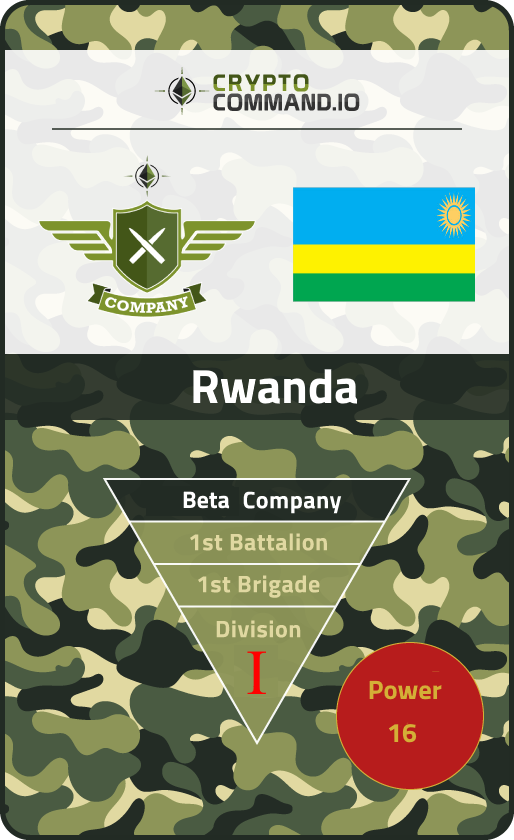 CRYPTO
COMMAND.IO
COMPANY
Rwanda
Beta Company
1st Battalion
1st Brigade
Division
I
Power
16